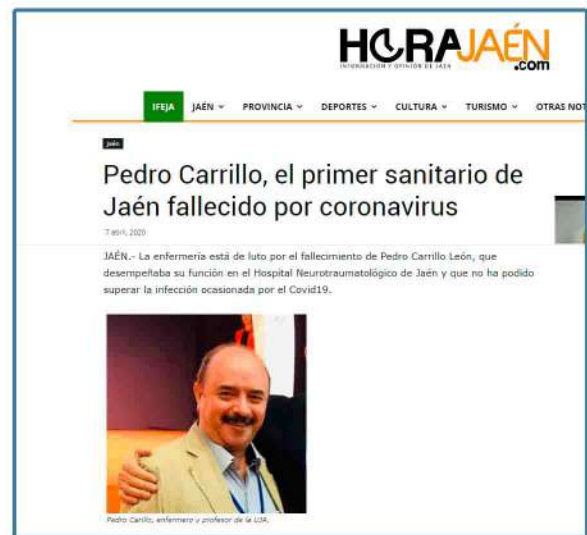 HORAJAÉN
INFORMACIÓN Y OPINIÓN DE JAÉN
.com
IFEJA JAÉN PROVINCIA DEPORTES CULTURA TURISMO OTRAS NOT
Jaén
Pedro Carrillo, el primer sanitario de
Jaén fallecido por coronavirus
7 abril, 2020
JAÉN.- La enfermería está de luto por el fallecimiento de Pedro Carrillo León, que
desempeñaba su función en el Hospital Neurotraumatológico de Jaén y que no ha podido
superar la infección ocasionada por el Covid19.
Pedro Carillo, enfermero y profesor de la UJA.